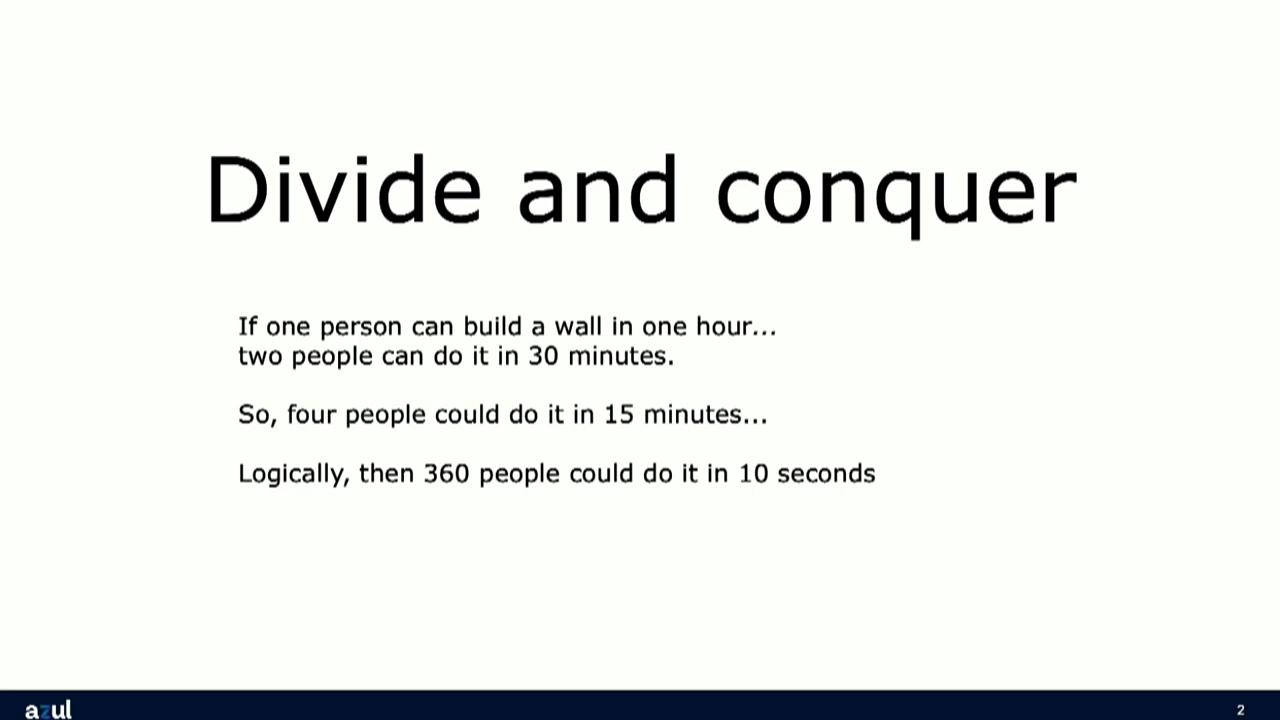 Divide and conquer
If one person can build a wall in one hour...
two people can do it in 30 minutes.
So, four people could do it in 15 minutes...
Logically, then 360 people could do it in 10 seconds
azul
2